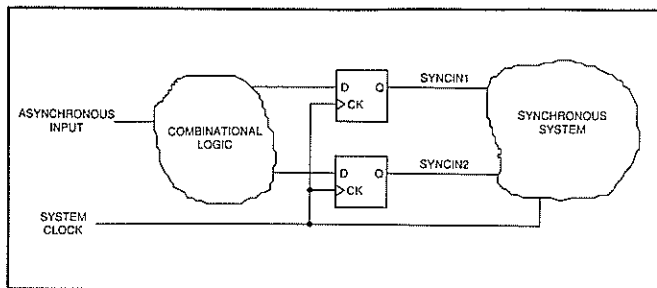 ASYNCHRONOUS
INPUT
COMBINATIONAL
LOGIC
D Q
CK
SYNCIN1
SYNCHRONOUS
SYSTEM
D Q
CK
SYNCIN2
SYSTEM
CLOCK